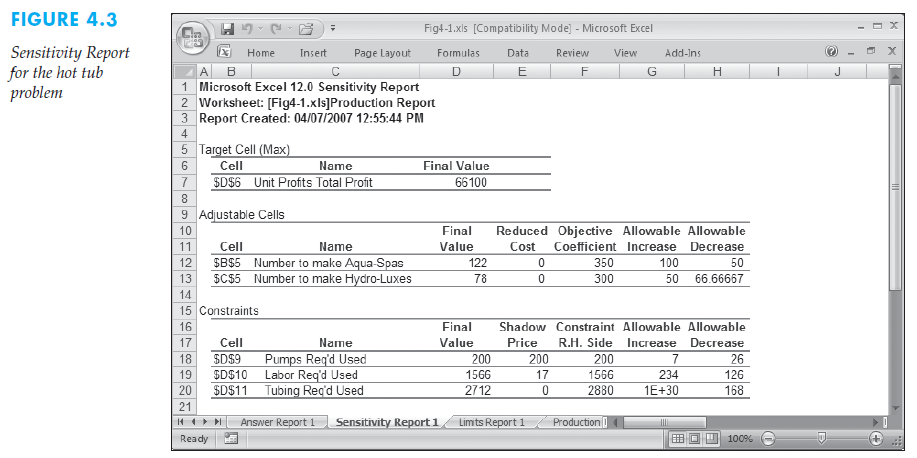 FIGURE 4.3
Sensitivity Report
for the hot tub
problem
Fig4-1.xls [Compatibility Mode] - Microsoft Excel
Home Insert Page Layout Formulas Data Review View Add-Ins
A B C D E F G H I J
1 Microsoft Excel 12.0 Sensitivity Report
2 Worksheet: [Fig4-1.xls]Production Report
3 Report Created: 04/07/2007 12:55:44 PM
4
5 Target Cell (Max)
6 Cell Name Final Value
7 $D$6 Unit Profits Total Profit 66100
8
9 Adjustable Cells
10 Final Reduced Objective Allowable Allowable
11 Cell Name Value Cost Coefficient Increase Decrease
12 $B$5 Number to make Aqua-Spas 122 0 350 100 50
13 $C$5 Number to make Hydro-Luxes 78 0 300 50 66.66667
14
15 Constraints
16 Final Shadow Constraint Allowable Allowable
17 Cell Name Value Price R.H. Side Increase Decrease
18 $D$9 Pumps Req'd Used 200 200 200 7 26
19 $D$10 Labor Req'd Used 1566 17 1566 234 126
20 $D$11 Tubing Req'd Used 2712 0 2880 1E+30 168
21
Answer Report 1 Sensitivity Report 1 Limits Report 1 Production
Ready 100%